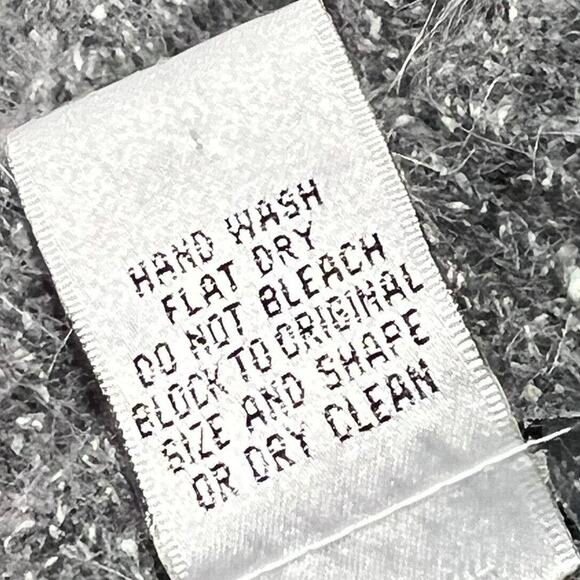 HAND WASH
FLAT DRY
DO NOT BLEACH
BLOCK TO ORIGINAL
SIZE AND SHAPE
OR DRY CLEAN